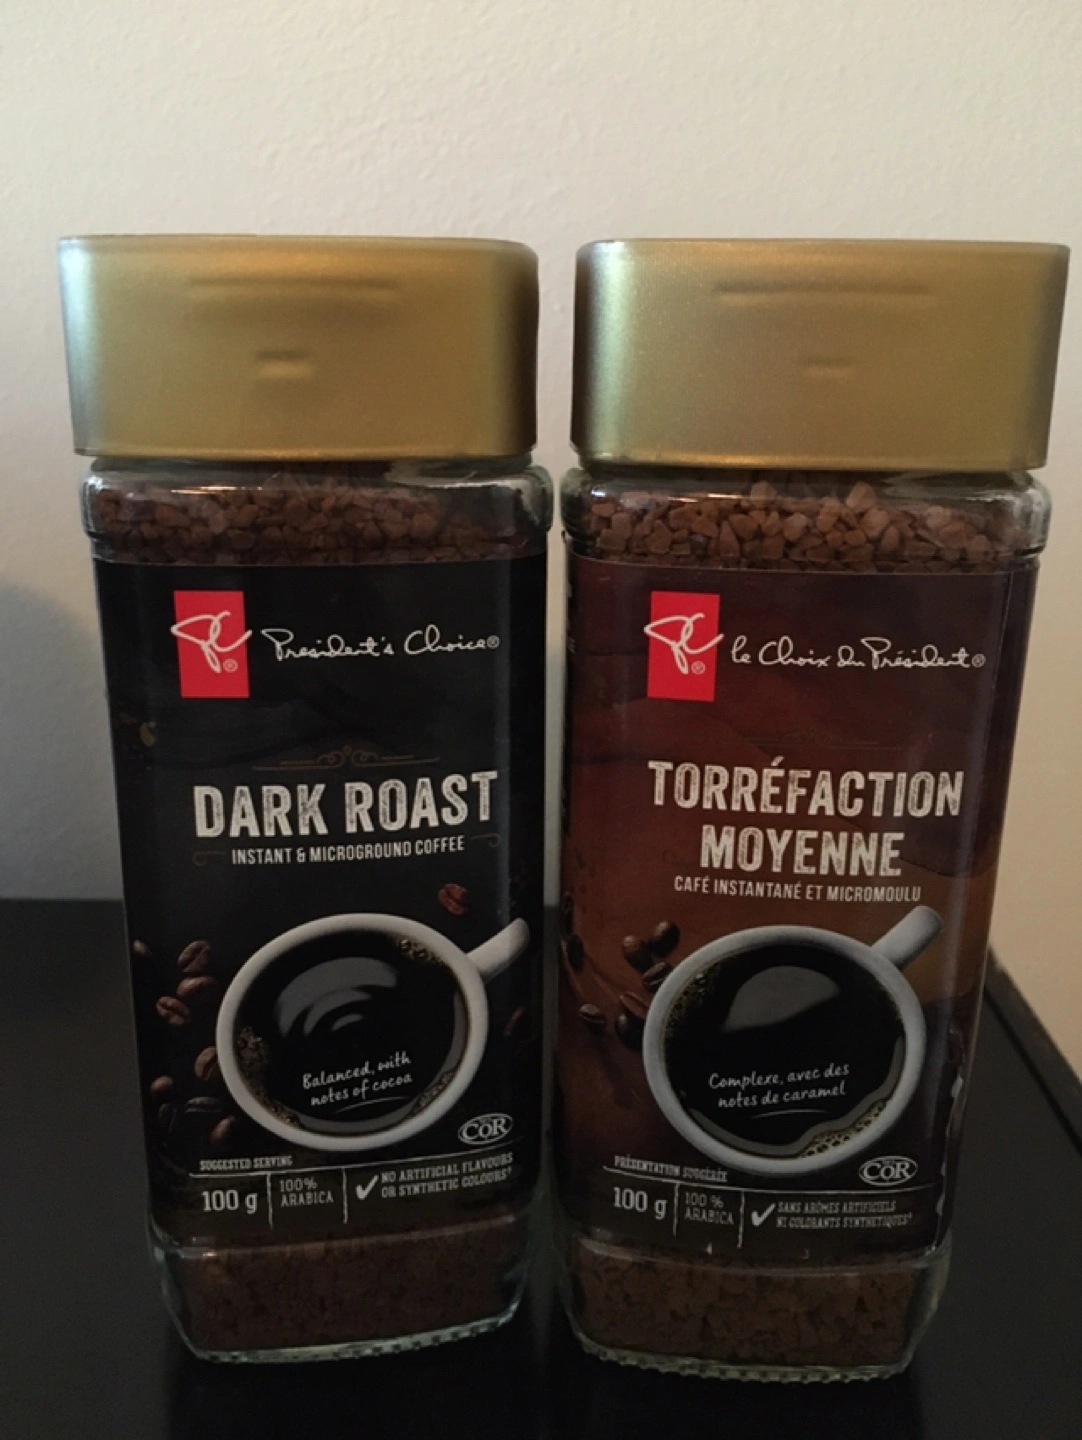 PC®
President's Choice®
DARK ROAST
INSTANT & MICROGROUND COFFEE
Balanced, with
notes of cocoa
COR
SUGGESTED SERVING
100 g
100%
ARABICA
NO ARTIFICIAL FLAVOURS
OR SYNTHETIC COLOURS†
PC®
le Choix du Président®
TORRÉFACTION
MOYENNE
CAFÉ INSTANTANÉ ET MICROMOULU
Complexe, avec des
notes de caramel
COR
PRÉSENTATION SUGGÉRÉE
100 g
100 %
ARABICA
SANS ARÔMES ARTIFICIELS
NI COLORANTS SYNTHÉTIQUES†